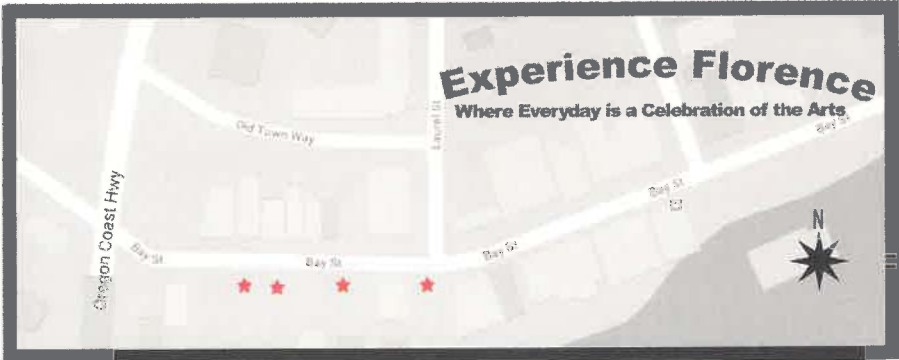 Experience Florence
Where Everyday is a Celebration of the Arts
Bay St
Old Town Way
Laurel St
Bay St
Oregon Coast Hwy
N
Bay St
Bay St
Bay St